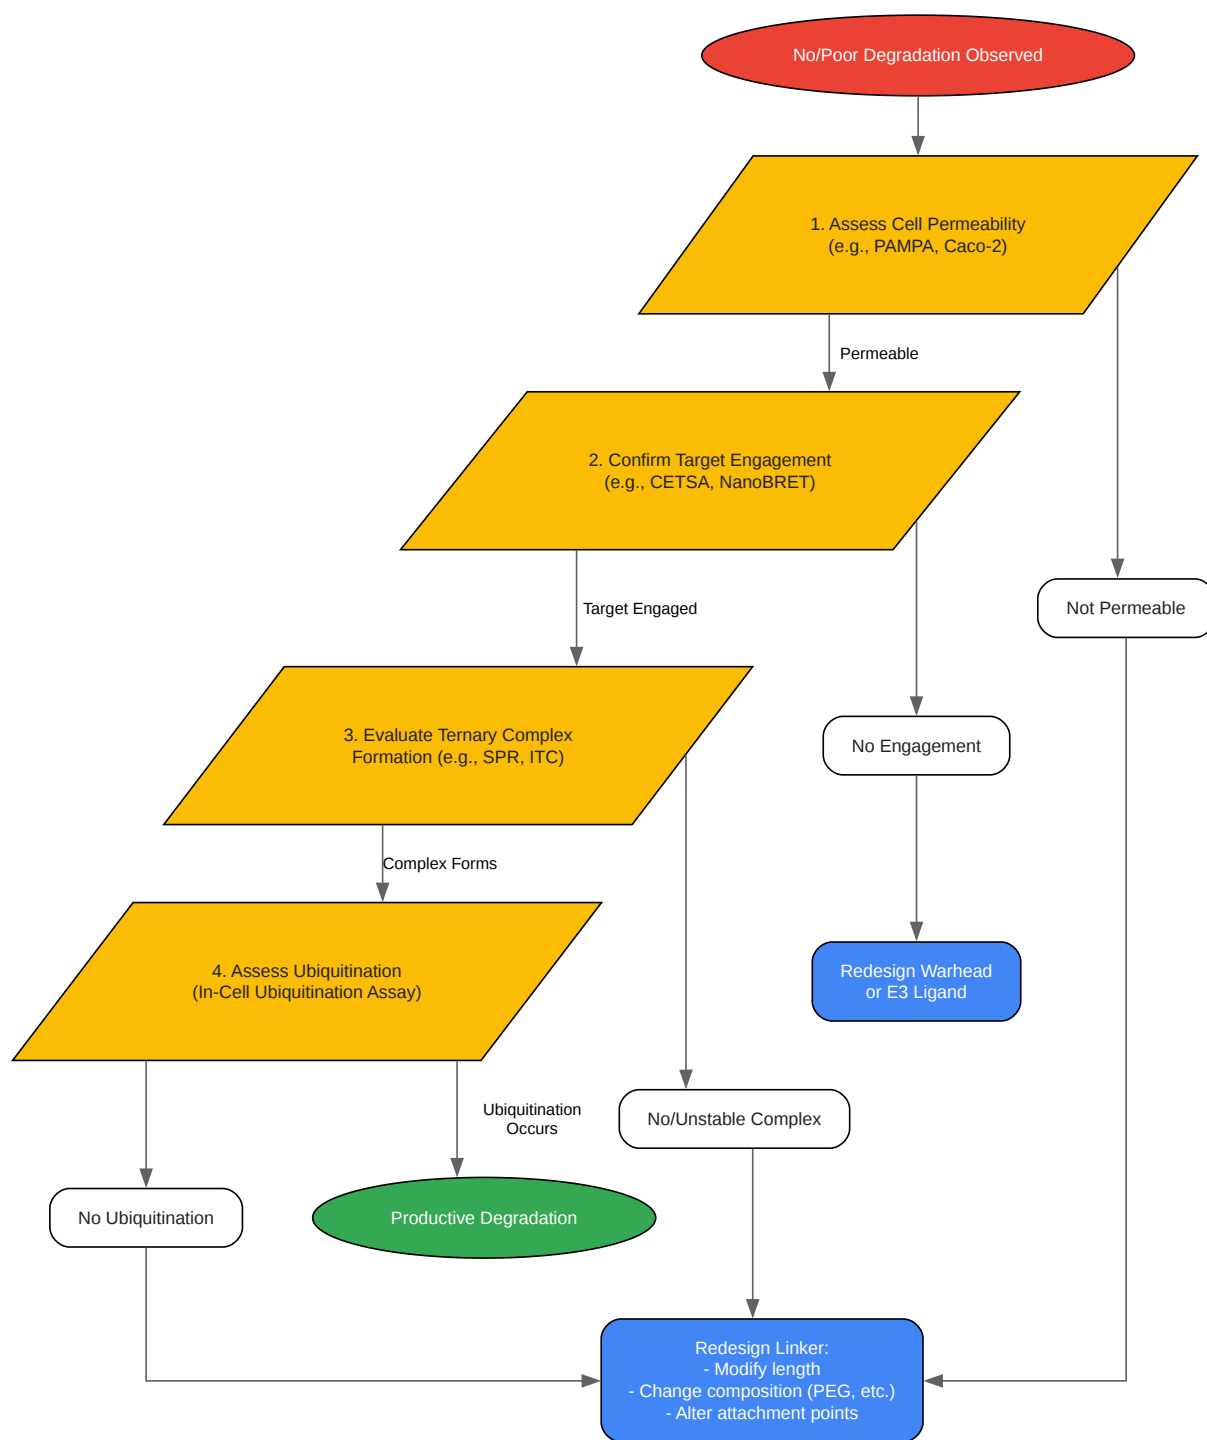 No/Poor Degradation Observed
1. Assess Cell Permeability
(e.g., PAMPA, Caco-2)
Permeable
2. Confirm Target Engagement
(e.g., CETSA, NanoBRET)
Target Engaged
Not Permeable
3. Evaluate Ternary Complex
Formation (e.g., SPR, ITC)
No Engagement
Complex Forms
4. Assess Ubiquitination
(In-Cell Ubiquitination Assay)
Redesign Warhead
or E3 Ligand
Ubiquitination
Occurs
No/Unstable Complex
No Ubiquitination
Productive Degradation
Redesign Linker:
- Modify length
- Change composition (PEG, etc.)
- Alter attachment points